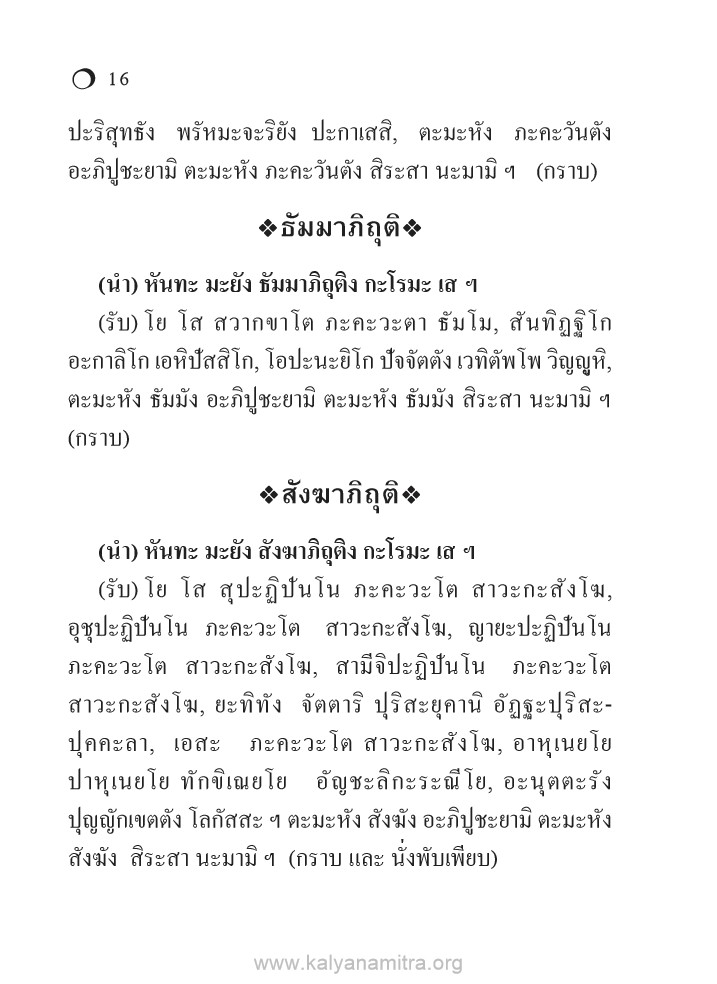 16
ปะริสุทธัง พรัหมะจะริยัง ปะกาเสสิ, ตะมะหัง ภะคะวันตัง
อะภิปูชะยามิ ตะมะหัง ภะคะวันตัง สิระสา นะมามิ ฯ (กราบ)
❖ธัมมาภิถุติ❖
(นำ) หันทะ มะยัง ธัมมาภิถุติง กะโรมะ เส ฯ
(รับ) โย โส สวากขาโต ภะคะวะตา ธัมโม, สันทิฏฐิโก
อะกาลิโก เอหิปัสสิโก, โอปะนะยิโก ปัจจัตตัง เวทิตัพโพ วิญญูหิ,
ตะมะหัง ธัมมัง อะภิปูชะยามิ ตะมะหัง ธัมมัง สิระสา นะมามิ ฯ
(กราบ)
❖สังฆาภิถุติ❖
(นำ) หันทะ มะยัง สังฆาภิถุติง กะโรมะ เส ฯ
(รับ) โย โส สุปะฏิปันโน ภะคะวะโต สาวะกะสังโฆ,
อุชุปะฏิปันโน ภะคะวะโต สาวะกะสังโฆ, ญายะปะฏิปันโน
ภะคะวะโต สาวะกะสังโฆ, สามีจิปะฏิปันโน ภะคะวะโต
สาวะกะสังโฆ, ยะทิทัง จัตตาริ ปุริสะยุคานิ อัฏฐะปุริสะ-
ปุคคะลา, เอสะ ภะคะวะโต สาวะกะสังโฆ, อาหุเนยโย
ปาหุเนยโย ทักขิเณยโย อัญชะลิกะระณีโย, อะนุตตะรัง
ปุญญักเขตตัง โลกัสสะ ฯ ตะมะหัง สังฆัง อะภิปูชะยามิ ตะมะหัง
สังฆัง สิระสา นะมามิ ฯ (กราบ และ นั่งพับเพียบ)
www.kalyanamitra.org